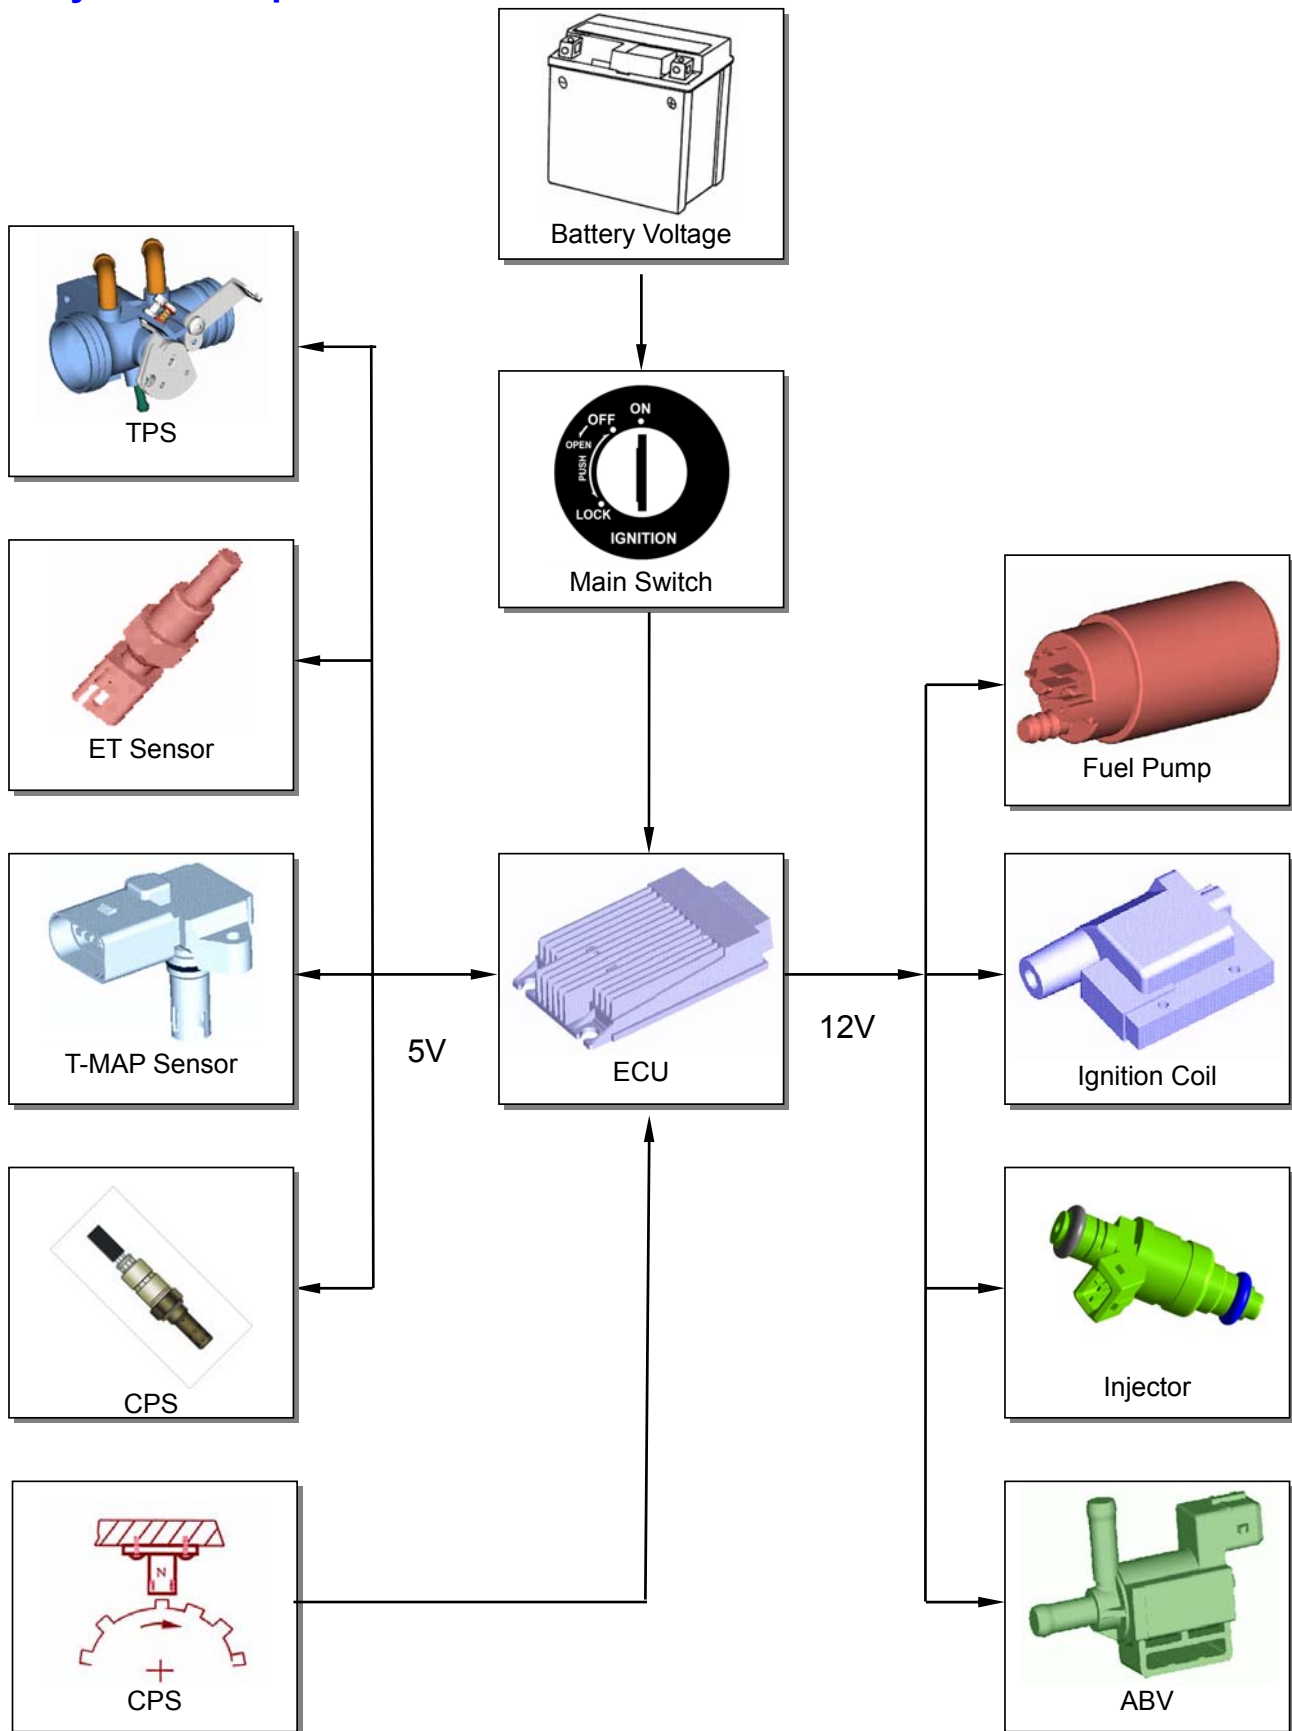 Battery Voltage
TPS
ON
OFF
OPEN
PUSH
LOCK
IGNITION
Main Switch
ET Sensor
Fuel Pump
T-MAP Sensor
5V
ECU
12V
Ignition Coil
CPS
Injector
N
CPS
ABV